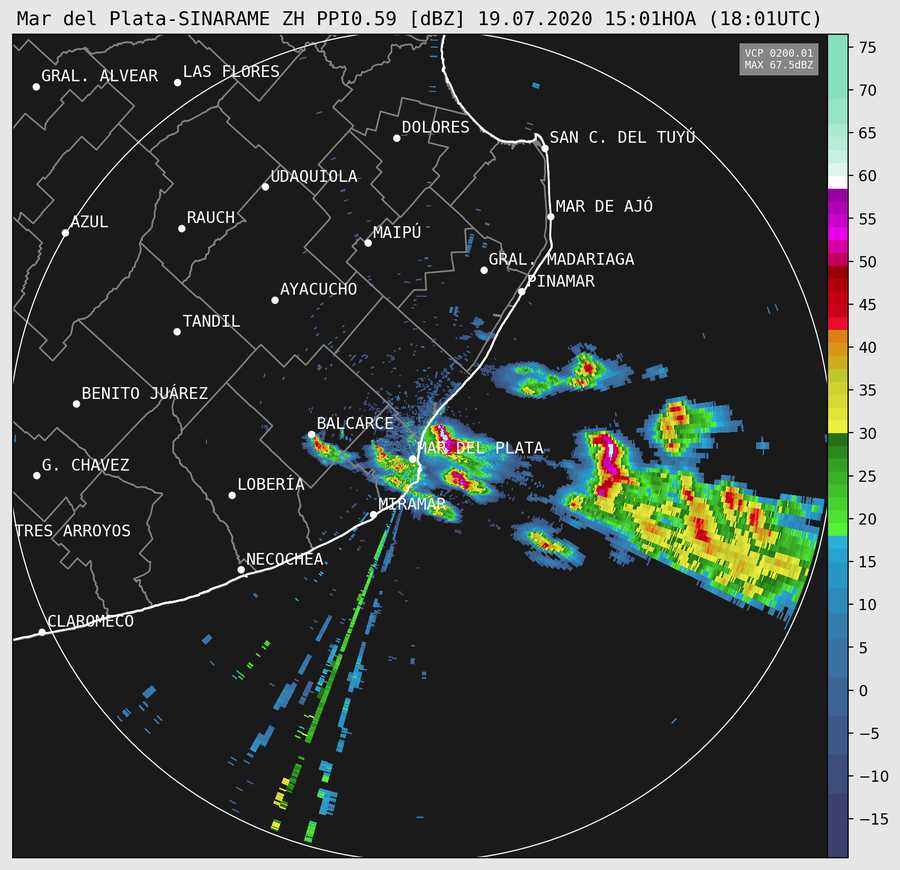 Mar del Plata-SINARAME ZH PPI0.59 [dBZ] 19.07.2020 15:01HOA (18:01UTC)
VCP 0200.01
MAX 67.5dBZ
GRAL. ALVEAR
LAS FLORES
DOLORES
SAN C. DEL TUYÚ
UDAQUIOLA
MAR DE AJÓ
RAUCH
AZUL
MAIPÚ
GRAL. MADARIAGA
PINAMAR
AYACUCHO
TANDIL
BENITO JUÁREZ
BALCARCE
MAR DEL PLATA
G. CHAVEZ
LOBERÍA
MIRAMAR
TRES ARROYOS
NECOCHEA
CLAROMECO
75
70
65
60
55
50
45
40
35
30
25
20
15
10
5
0
−5
−10
−15